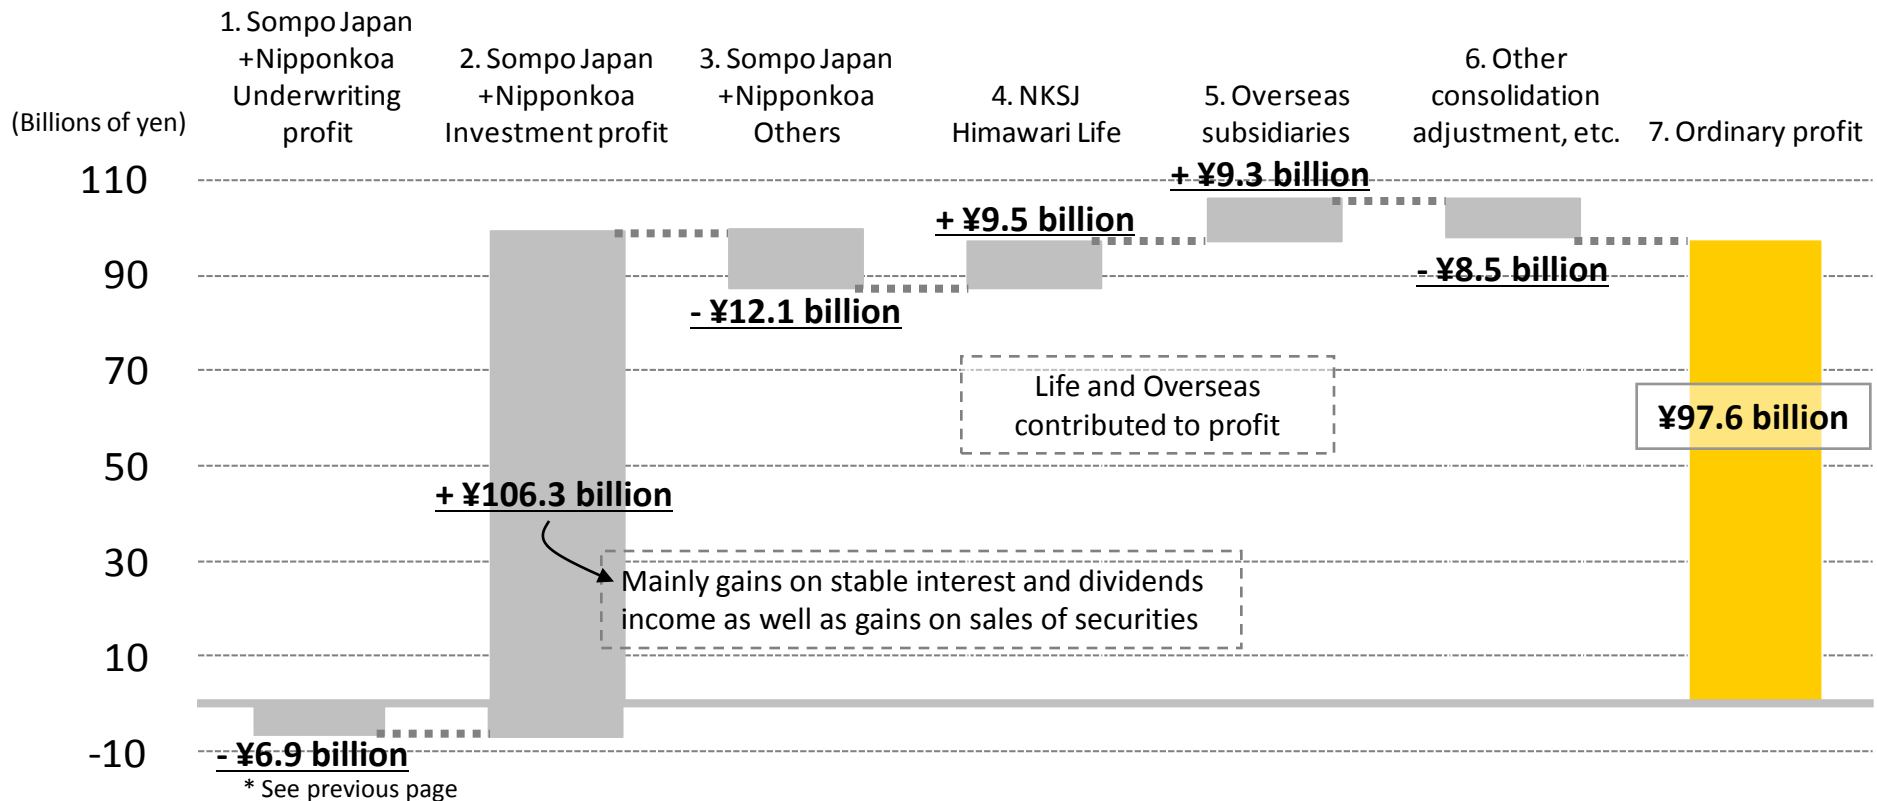 1. Sompo Japan
+Nipponkoa
Underwriting
profit
2. Sompo Japan
+Nipponkoa
Investment profit
3. Sompo Japan
+Nipponkoa
Others
4. NKSJ
Himawari Life
5. Overseas
subsidiaries
6. Other
consolidation
adjustment, etc.
7. Ordinary profit
(Billions of yen)
110
90
70
50
30
10
-10
- ¥6.9 billion
* See previous page
+ ¥106.3 billion
Mainly gains on stable interest and dividends
income as well as gains on sales of securities
- ¥12.1 billion
+ ¥9.5 billion
+ ¥9.3 billion
- ¥8.5 billion
Life and Overseas
contributed to profit
¥97.6 billion